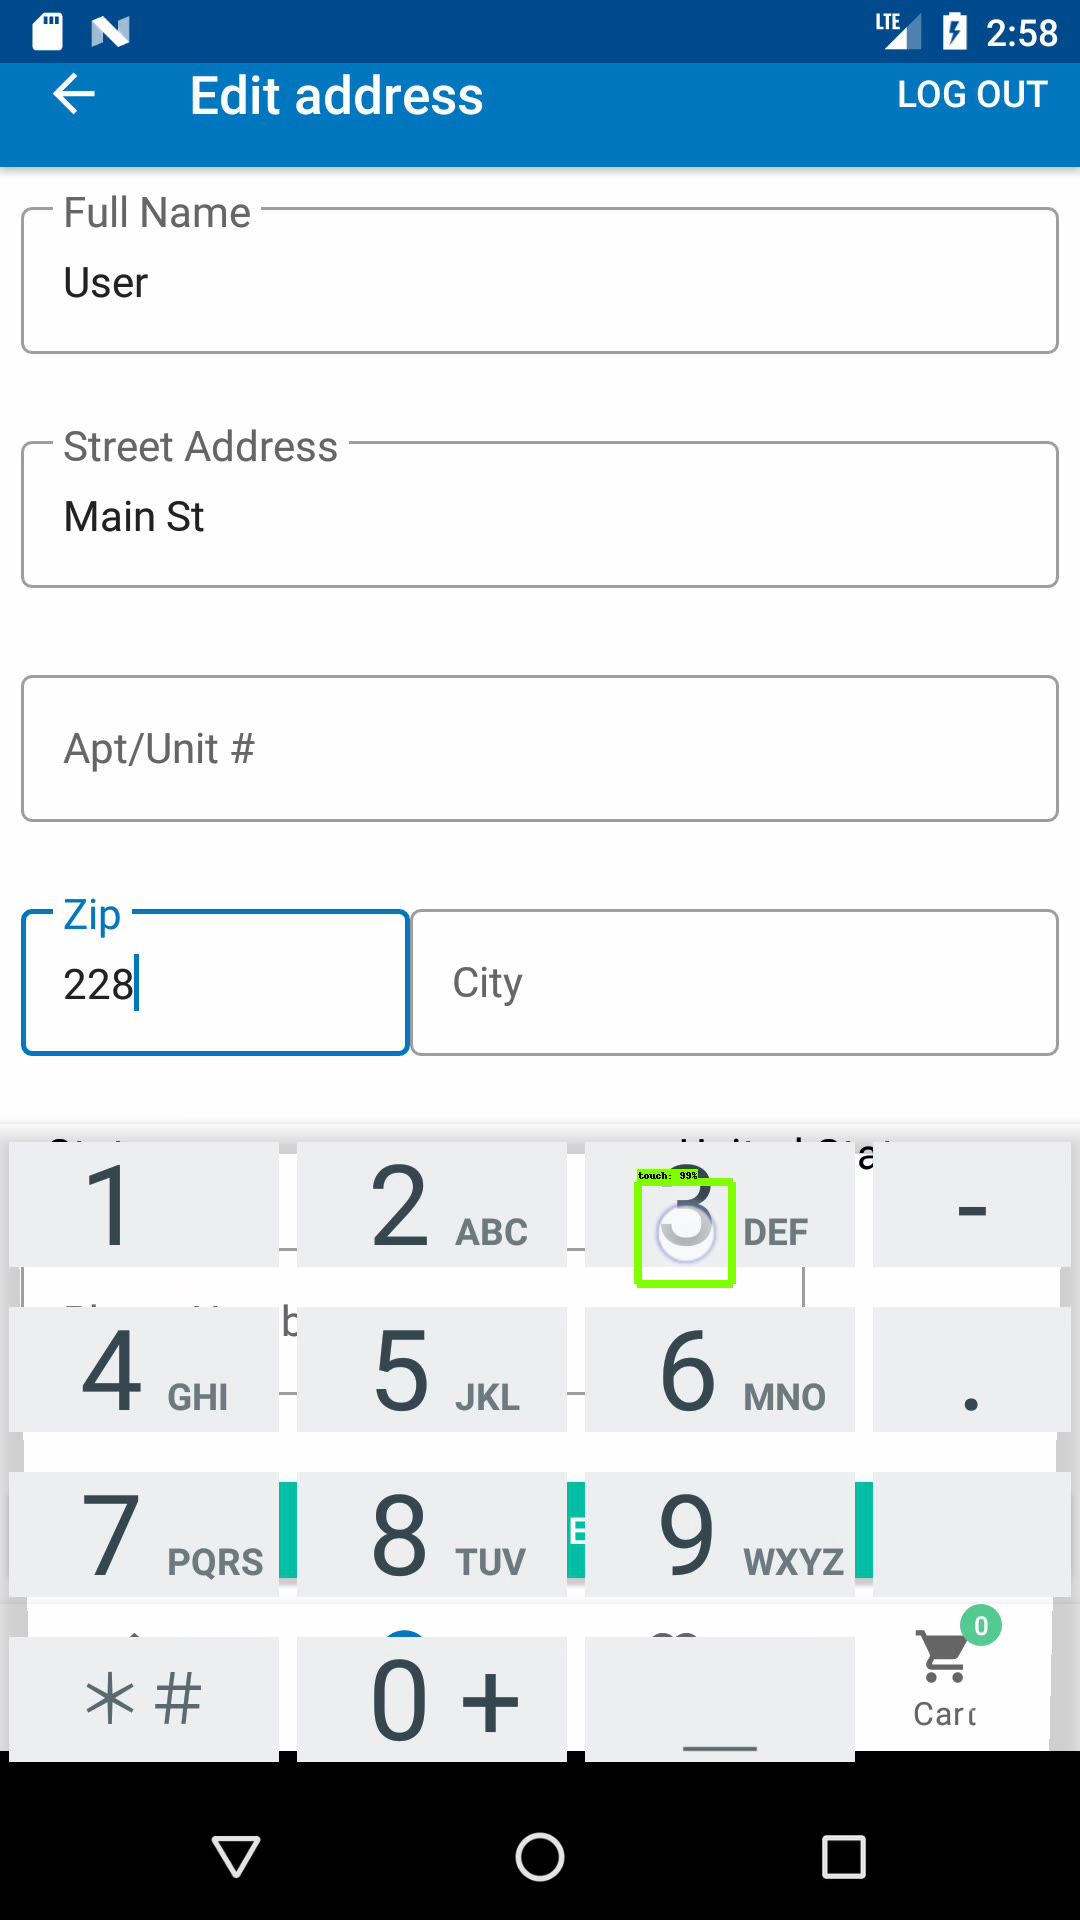 LTE 2:58
Edit address LOG OUT
Full Name
User
Street Address
Main St
Apt/Unit #
Zip
228
City
touch: 99%
1 2 ABC 3 DEF -
4 GHI 5 JKL 6 MNO .
7 PQRS 8 TUV 9 WXYZ
0
* # 0 +